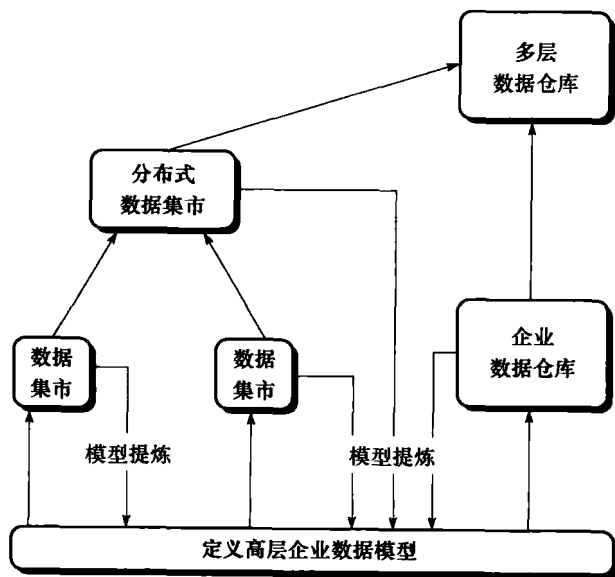 多层
数据仓库
分布式
数据集市
数据
集市
数据
集市
企业
数据仓库
模型提炼
模型提炼
定义高层企业数据模型